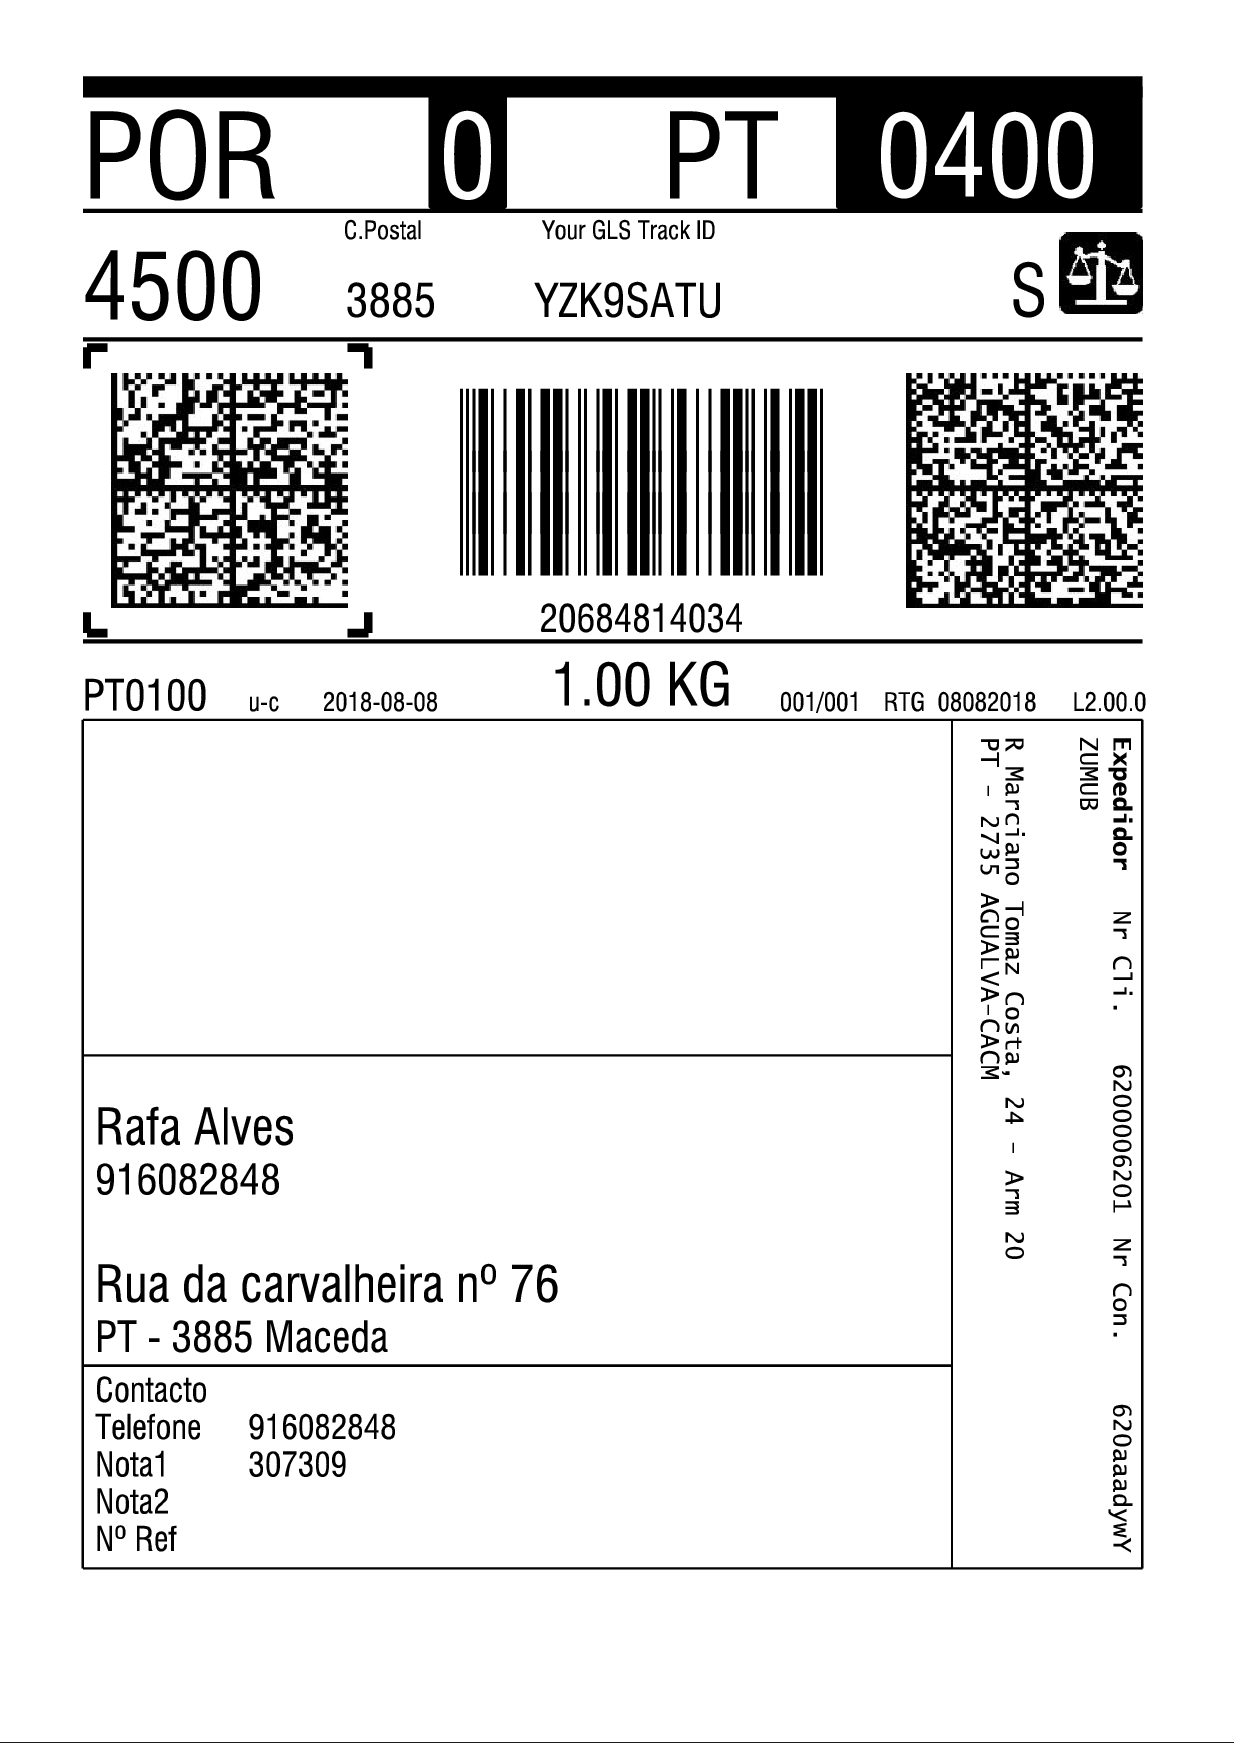 POR 0 PT 0400
C.Postal Your GLS Track ID
4500 3885 YZK9SATU S
20684814034
PT0100 u-c 2018-08-08 1.00 KG 001/001 RTG 08082018 L2.00.0
Expedidor Nr Cli. 6200006201 Nr Con. 620aaadywY
ZUMUB
R Marciano Tomaz Costa, 24 - Arm 20
PT - 2735 AGUALVA-CACM
Rafa Alves
916082848
Rua da carvalheira nº 76
PT - 3885 Maceda
Contacto
Telefone 916082848
Nota1 307309
Nota2
Nº Ref